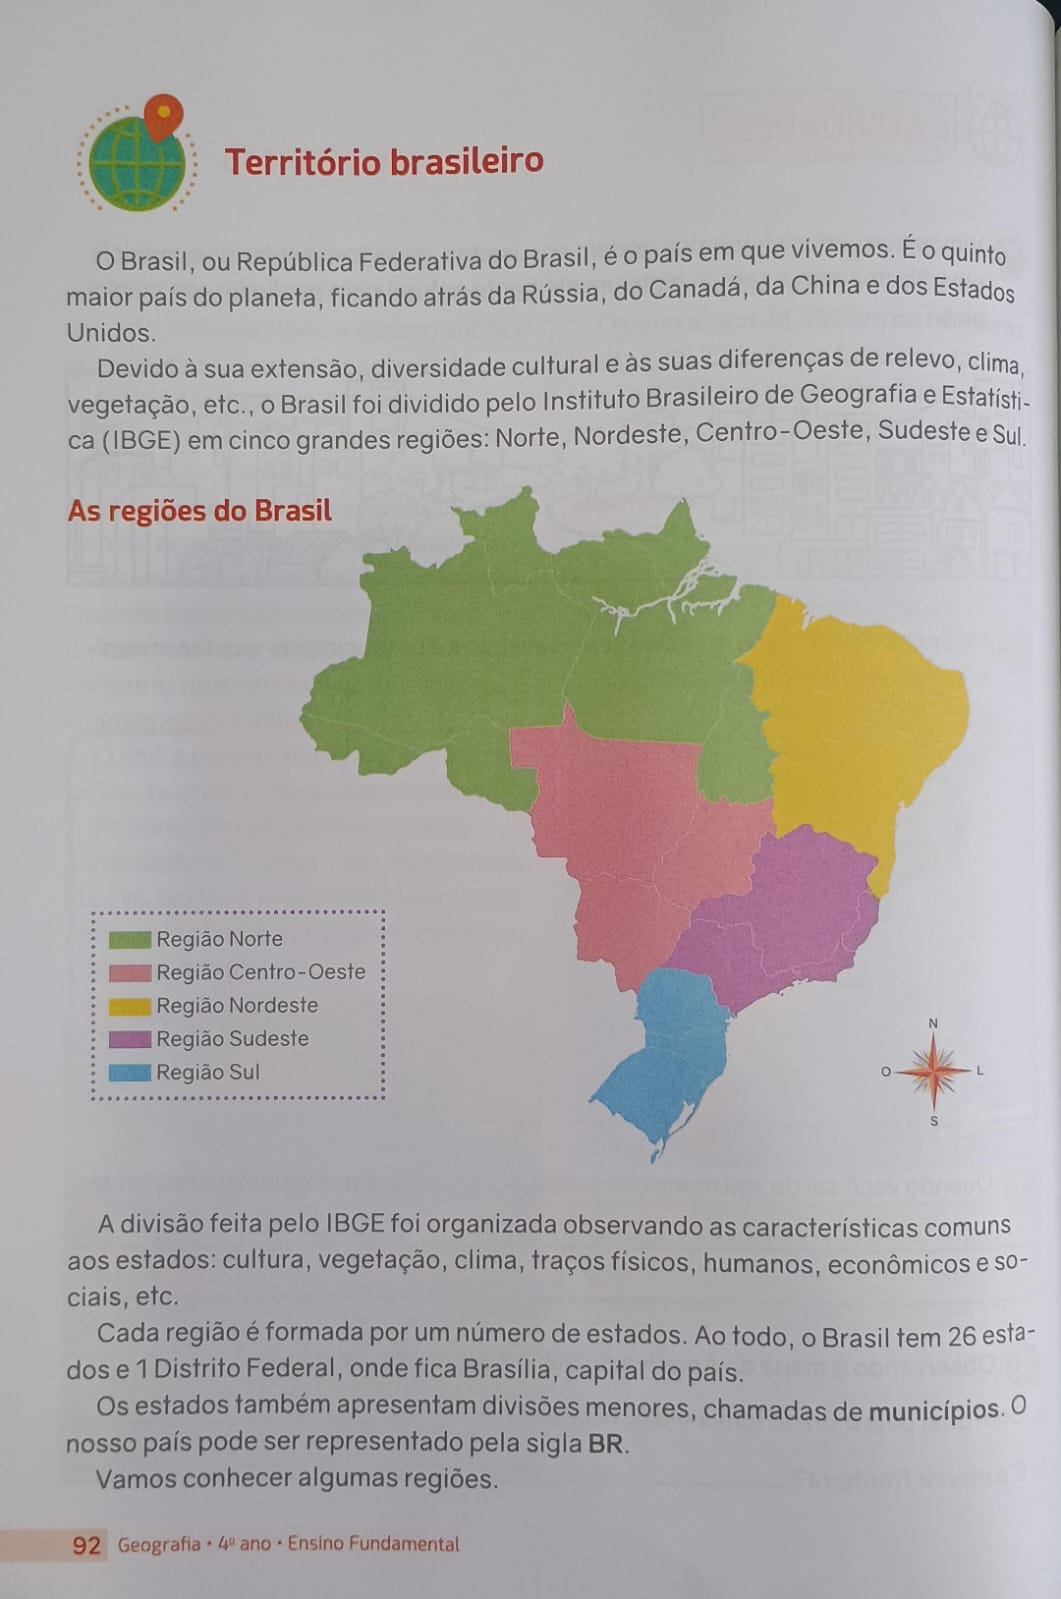 Território brasileiro
O Brasil, ou República Federativa do Brasil, é o país em que vivemos. É o quinto
maior país do planeta, ficando atrás da Rússia, do Canadá, da China e dos Estados
Unidos.
Devido à sua extensão, diversidade cultural e às suas diferenças de relevo, clima,
vegetação, etc., o Brasil foi dividido pelo Instituto Brasileiro de Geografia e Estatísti-
ca (IBGE) em cinco grandes regiões: Norte, Nordeste, Centro-Oeste, Sudeste e Sul.
As regiões do Brasil
Região Norte
Região Centro-Oeste
Região Nordeste
Região Sudeste
Região Sul
N
O L
S
A divisão feita pelo IBGE foi organizada observando as características comuns
aos estados: cultura, vegetação, clima, traços físicos, humanos, econômicos e so-
ciais, etc.
Cada região é formada por um número de estados. Ao todo, o Brasil tem 26 esta-
dos e 1 Distrito Federal, onde fica Brasília, capital do país.
Os estados também apresentam divisões menores, chamadas de municípios. O
nosso país pode ser representado pela sigla BR.
Vamos conhecer algumas regiões.
92 Geografia • 4º ano • Ensino Fundamental